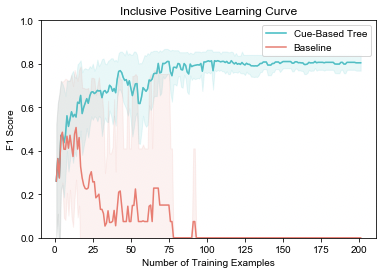 Inclusive Positive Learning Curve
Cue-Based Tree
Baseline
F1 Score
1.0
0.8
0.6
0.4
0.2
0.0
0 25 50 75 100 125 150 175 200
Number of Training Examples